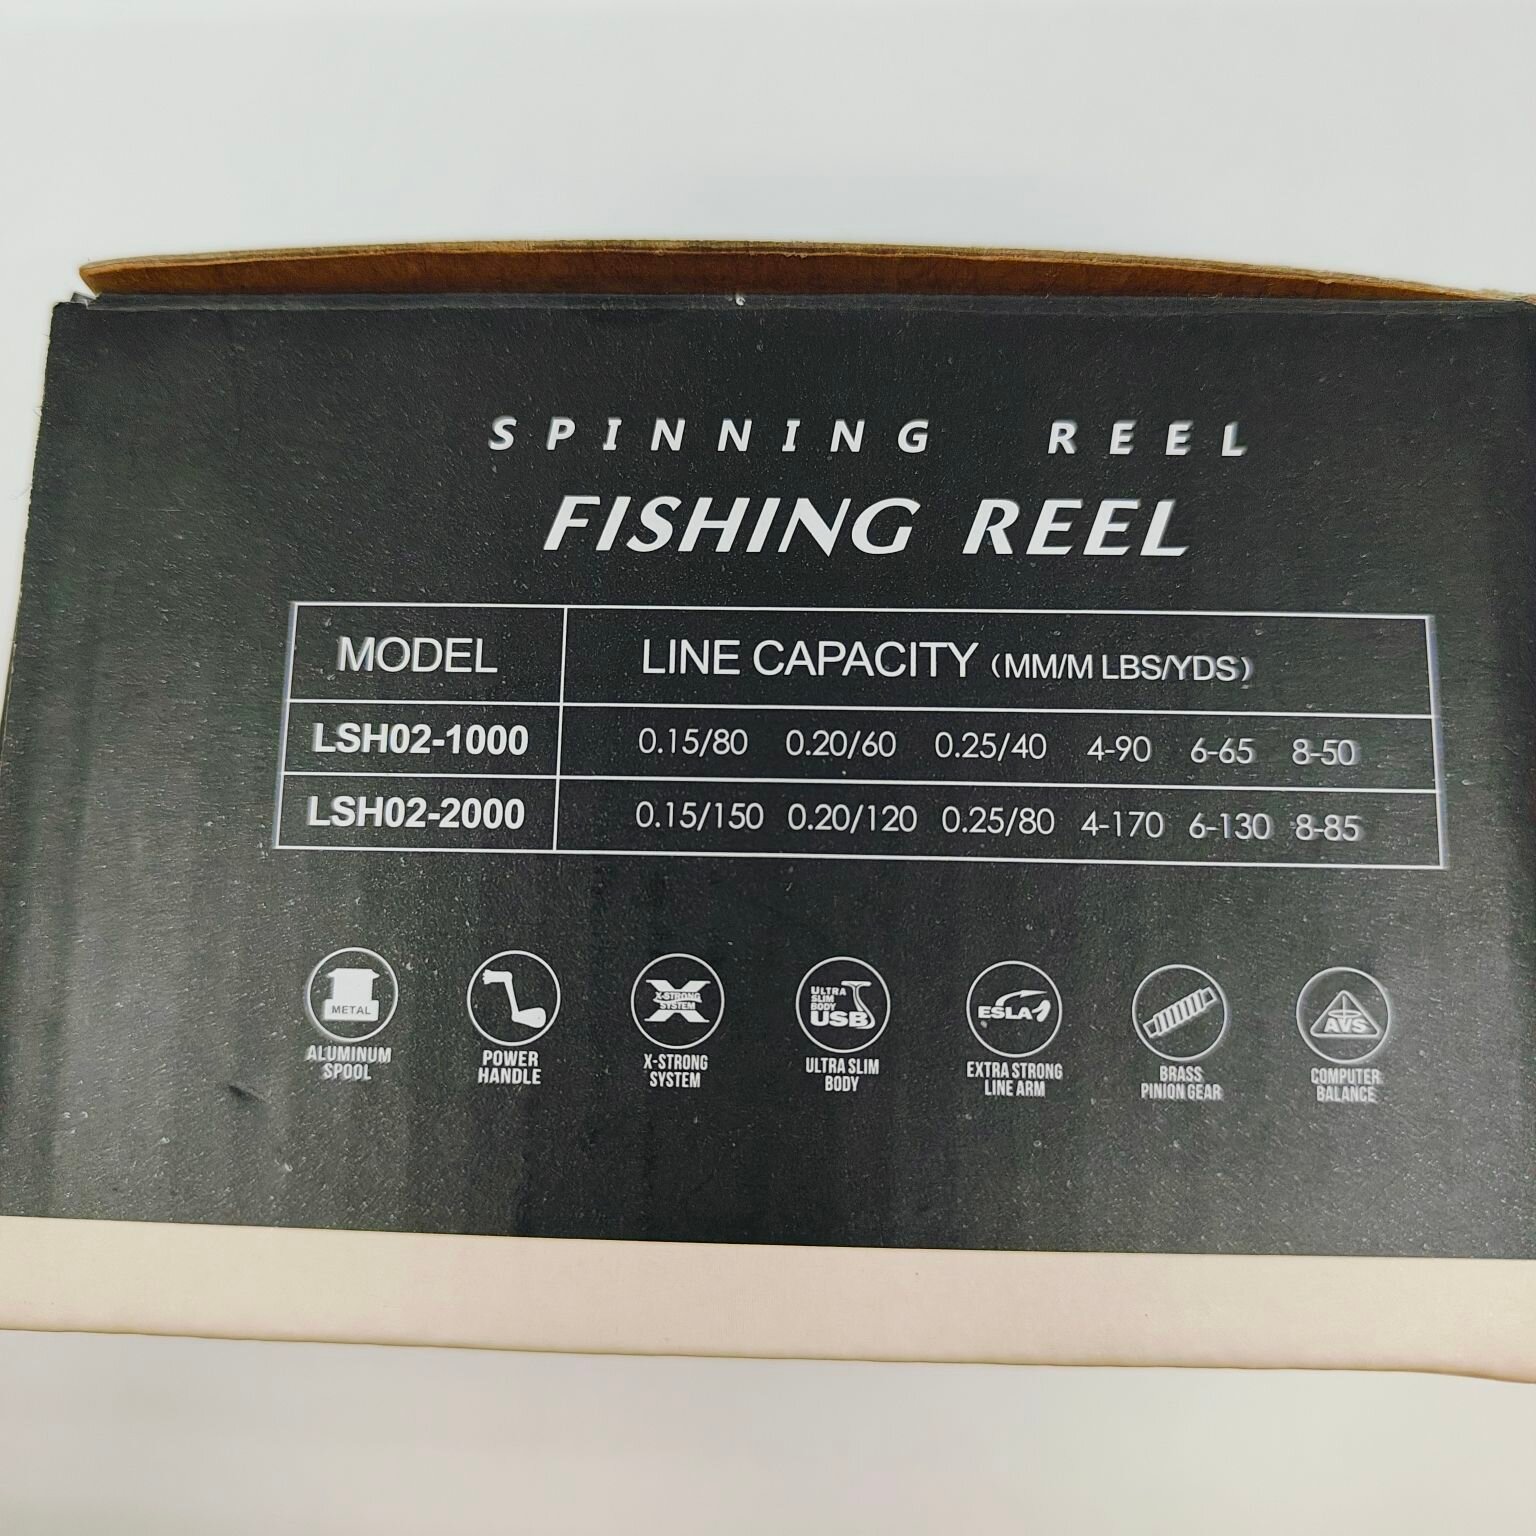 SPINNING REEL
FISHING REEL
MODEL LINE CAPACITY (MM/M LBS/YDS)
LSH02-1000 0.15/80 0.20/60 0.25/40 4-90 6-65 8-50
LSH02-2000 0.15/150 0.20/120 0.25/80 4-170 6-130 8-85
METAL
ALUMINUM
SPOOL
POWER
HANDLE
X-STRONG
SYSTEM
X-STRONG
SYSTEM
ULTRA
SLIM
BODY
USB
ULTRA SLIM
BODY
ESLA
EXTRA STRONG
LINE ARM
BRASS
PINION GEAR
AVS
COMPUTER
BALANCE